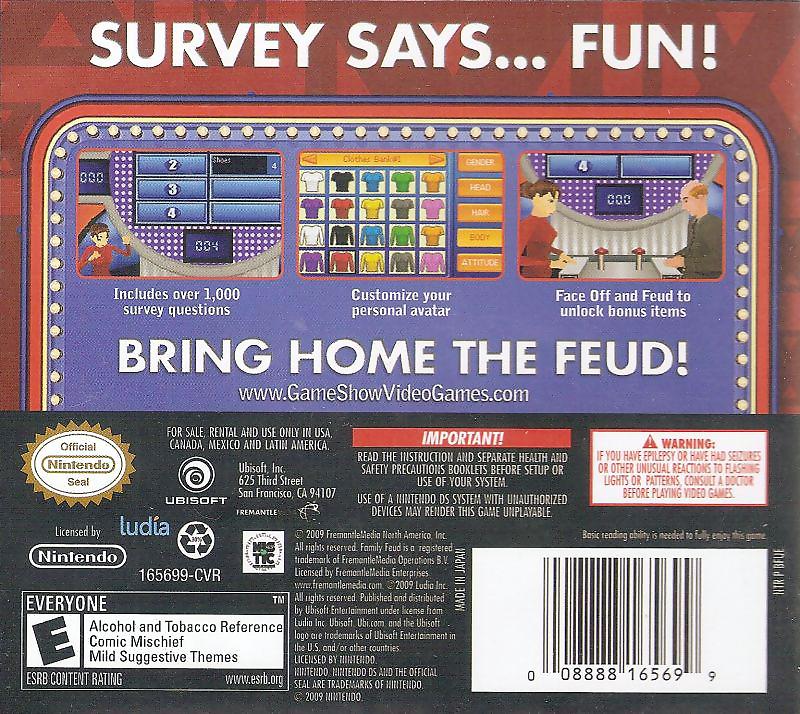 SURVEY SAYS... FUN!
000
2
Shoes
4
3
4
004
Clothes Bank#1
GENDER
HEAD
HAIR
BODY
ATTITUDE
4
000
Includes over 1,000
survey questions
Customize your
personal avatar
Face Off and Feud to
unlock bonus items
BRING HOME THE FEUD!
www.GameShowVideoGames.com
Official
Nintendo
Seal
FOR SALE, RENTAL AND USE ONLY IN USA,
CANADA, MEXICO AND LATIN AMERICA.
UBISOFT
Ubisoft, Inc.
625 Third Street
San Francisco, CA 94107
FREMANTLE
IMPORTANT!
READ THE INSTRUCTION AND SEPARATE HEALTH AND
SAFETY PRECAUTIONS BOOKLETS BEFORE SETUP OR
USE OF YOUR SYSTEM.
USE OF A NINTENDO DS SYSTEM WITH UNAUTHORIZED
DEVICES MAY RENDER THIS GAME UNPLAYABLE.
WARNING:
IF YOU HAVE EPILEPSY OR HAVE HAD SEIZURES
OR OTHER UNUSUAL REACTIONS TO FLASHING
LIGHTS OR PATTERNS, CONSULT A DOCTOR
BEFORE PLAYING VIDEO GAMES.
Basic reading ability is needed to fully enjoy this game.
Licensed by
Nintendo
ludia
165699-CVR
© 2009 FremantleMedia North America, Inc.
All rights reserved. Family Feud is a registered
trademark of FremantleMedia Operations B.V.
Licensed by FremantleMedia Enterprises
www.fremantlemedia.com. © 2009 Ludia Inc.
All rights reserved. Published and distributed
by Ubisoft Entertainment under license from
Ludia Inc. Ubisoft, Ubi.com, and the Ubisoft
logo are trademarks of Ubisoft Entertainment in
the U.S. and/or other countries.
LICENSED BY NINTENDO.
NINTENDO, NINTENDO DS AND THE OFFICIAL
SEAL ARE TRADEMARKS OF NINTENDO.
© 2009 NINTENDO.
MADE IN JAPAN
EVERYONE
TM
E
Alcohol and Tobacco Reference
Comic Mischief
Mild Suggestive Themes
ESRB CONTENT RATING
www.esrb.org
0 08888 16569 9